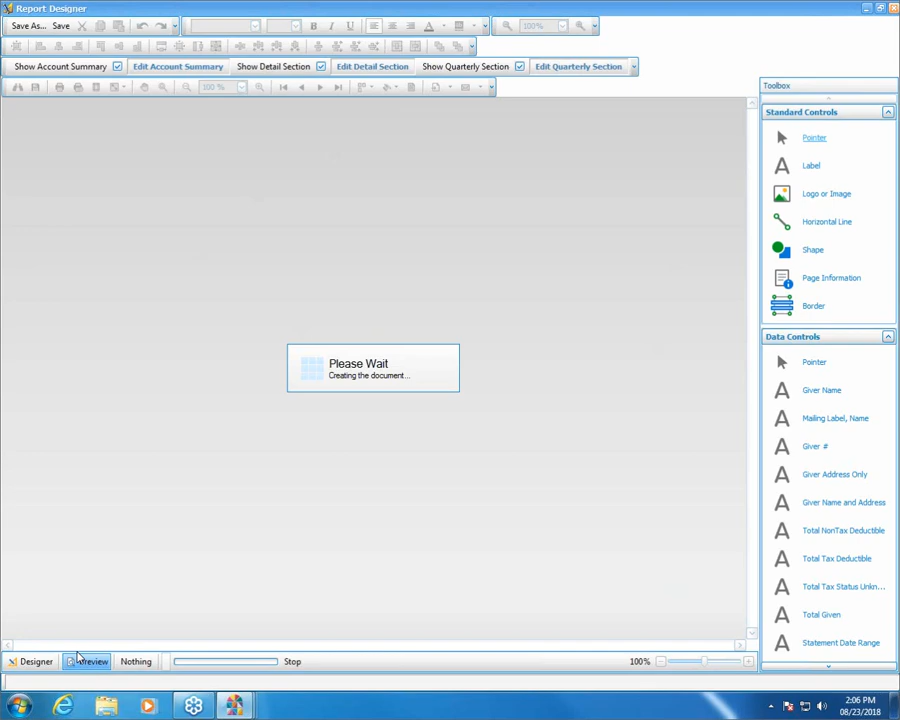 Report Designer
Save As... Save
B I U
A
100%
Show Account Summary Edit Account Summary Show Detail Section Edit Detail Section Show Quarterly Section Edit Quarterly Section
100 %
Toolbox
Standard Controls
Pointer
A Label
Logo or Image
Horizontal Line
Shape
Page Information
Border
Data Controls
Pointer
A Giver Name
A Mailing Label, Name
A Giver #
A Giver Address Only
A Giver Name and Address
A Total NonTax Deductible
A Total Tax Deductible
A Total Tax Status Unkn...
A Total Given
A Statement Date Range
Please Wait
Creating the document...
Designer Preview Nothing Stop 100%
2:06 PM
08/23/2018